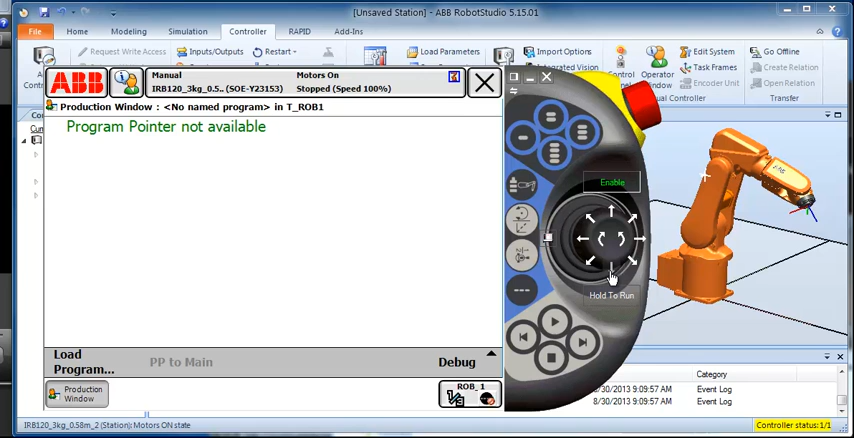 [Unsaved Station] - ABB RobotStudio 5.15.01
File Home Modeling Simulation Controller RAPID Add-Ins
Request Write Access Inputs/Outputs Restart Load Parameters Import Options Edit System Go Offline
Task Frames Create Relation
Operator Window Encoder Unit Open Relation
Controller Transfer
ABB
Manual Motors On
IRB120_3kg_0.5.. (SOE-Y23153) Stopped (Speed 100%)
Production Window : <No named program> in T_ROB1
Program Pointer not available
Enable
Hold To Run
Load Program... PP to Main Debug
Production Window
ROB_1
1/3
Category
8/30/2013 9:09:57 AM Event Log
8/30/2013 9:09:57 AM Event Log
IRB120_3kg_0.58m_2 (Station): Motors ON state
Controller status: 1/1